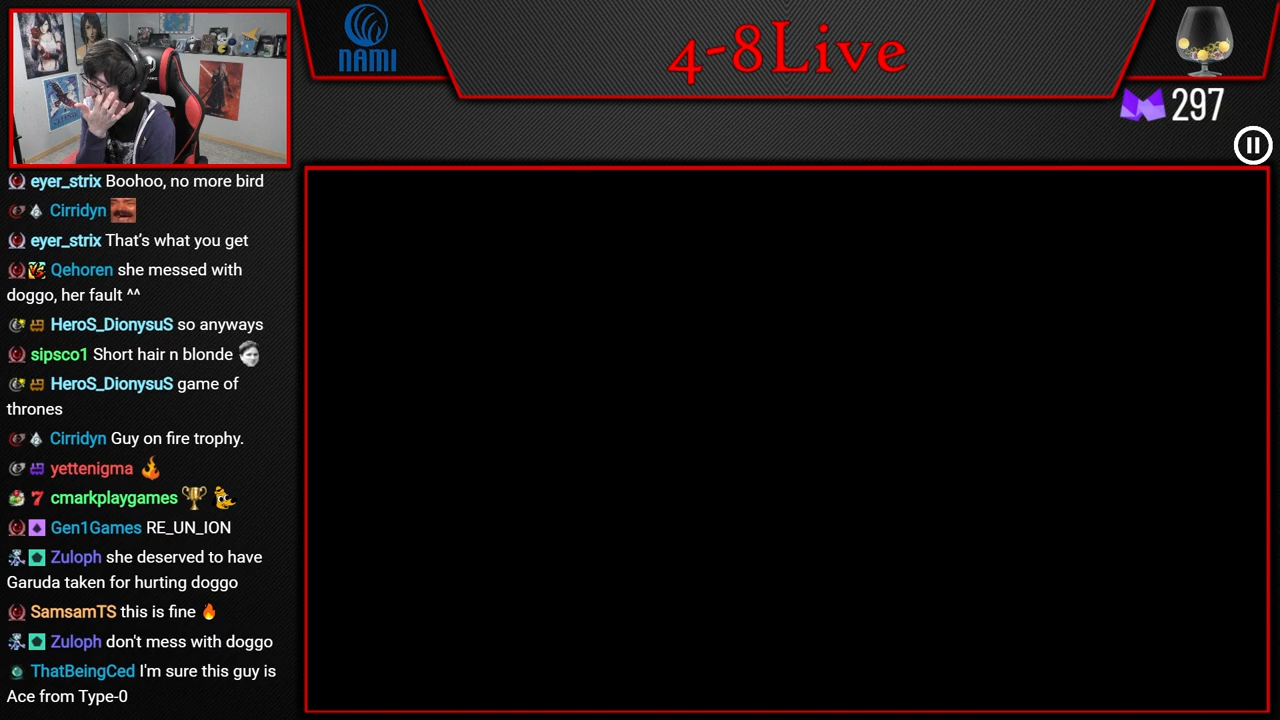 NAMI
4-8Live
297
eyer_strix Boohoo, no more bird
Cirridyn
eyer_strix That's what you get
Qehoren she messed with
doggo, her fault ^^
HeroS_DionysuS so anyways
sipsco1 Short hair n blonde
HeroS_DionysuS game of
thrones
Cirridyn Guy on fire trophy.
yettenigma
cmarkplaygames
Gen1Games RE_UN_ION
Zuloph she deserved to have
Garuda taken for hurting doggo
SamsamTS this is fine
Zuloph don't mess with doggo
ThatBeingCed I'm sure this guy is
Ace from Type-0